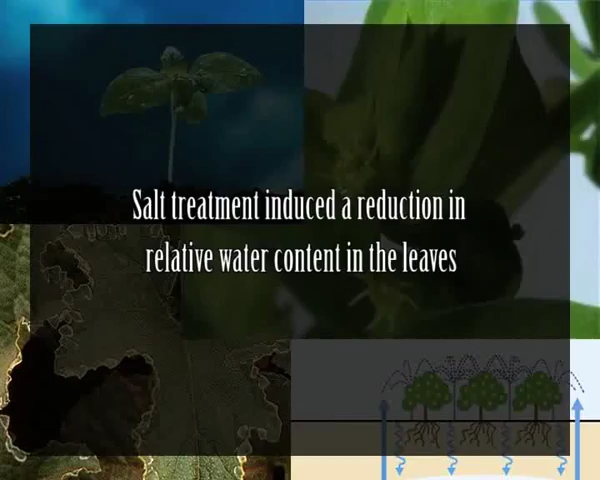 Salt treatment induced a reduction in
relative water content in the leaves